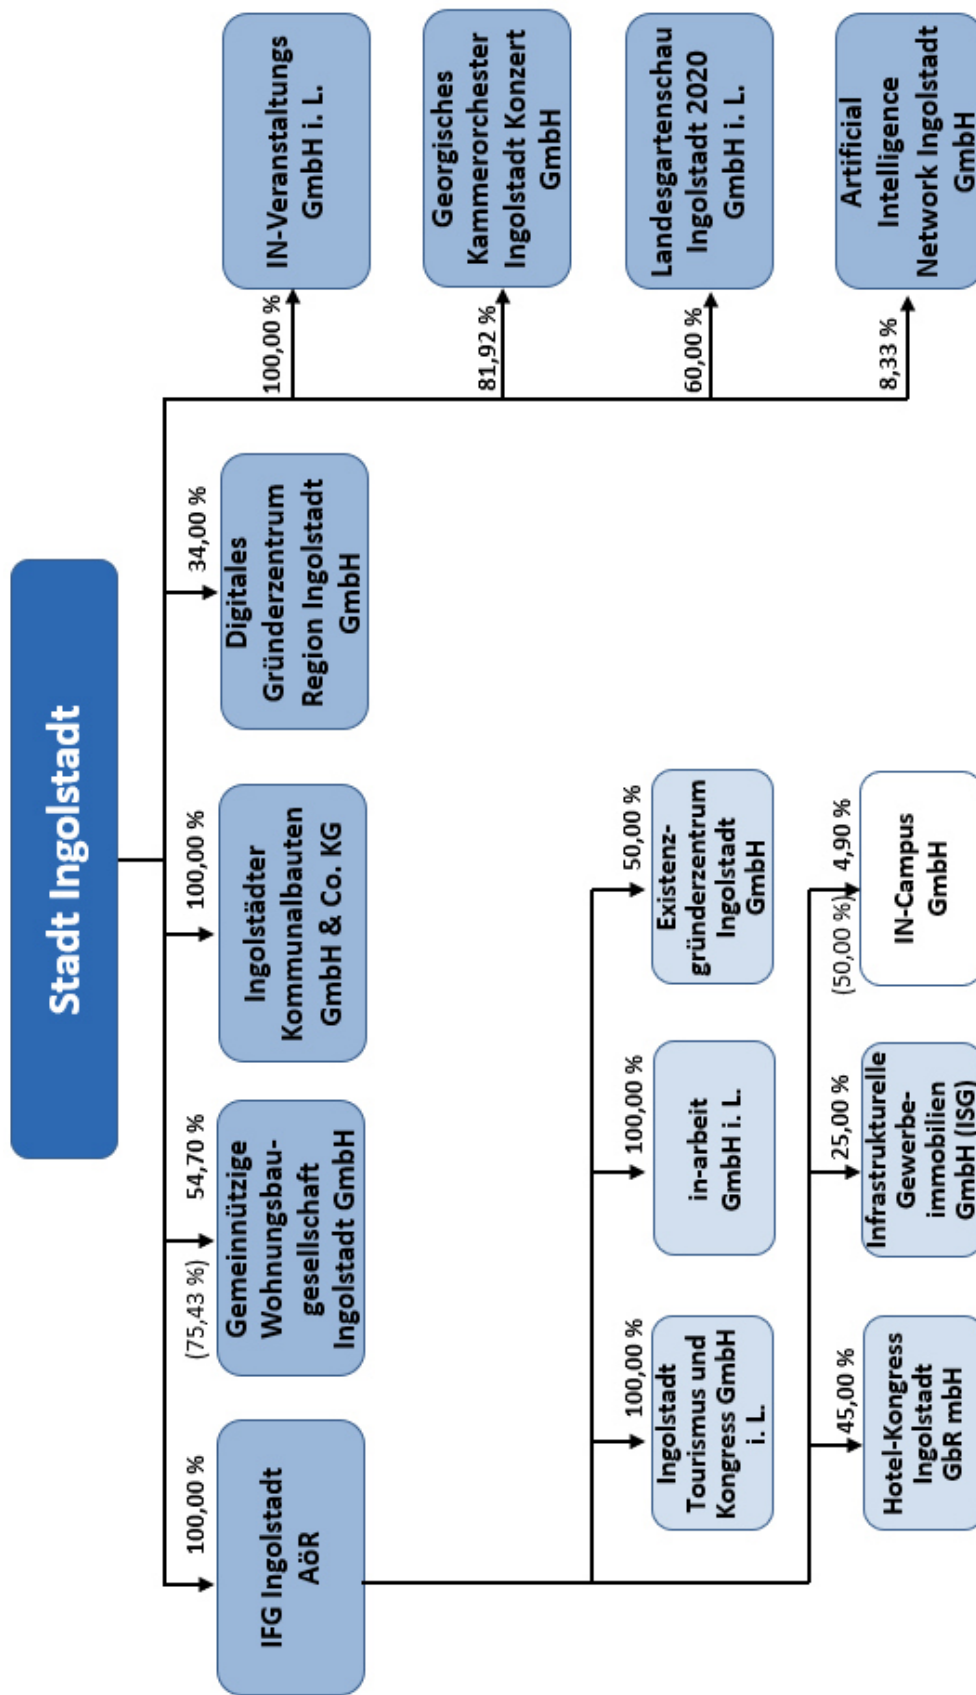 Stadt Ingolstadt
100,00 %
IFG Ingolstadt
AöR
(75,43 %) 54,70 %
Gemeinnützige
Wohnungsbau-
gesellschaft
Ingolstadt GmbH
100,00 %
Ingolstädter
Kommunalbauten
GmbH & Co. KG
34,00 %
Digitales
Gründerzentrum
Region Ingolstadt
GmbH
100,00 %
IN-Veranstaltungs
GmbH i. L.
81,92 %
Georgisches
Kammerorchester
Ingolstadt Konzert
GmbH
60,00 %
Landesgartenschau
Ingolstadt 2020
GmbH i. L.
8,33 %
Artificial
Intelligence
Network Ingolstadt
GmbH
100,00 %
Ingolstadt
Tourismus und
Kongress GmbH
i. L.
100,00 %
in-arbeit
GmbH i. L.
50,00 %
Existenz-
gründerzentrum
Ingolstadt
GmbH
45,00 %
Hotel-Kongress
Ingolstadt
GbR mbH
25,00 %
Infrastrukturelle
Gewerbe-
immobilien
GmbH (ISG)
(50,00 %) 4,90 %
IN-Campus
GmbH